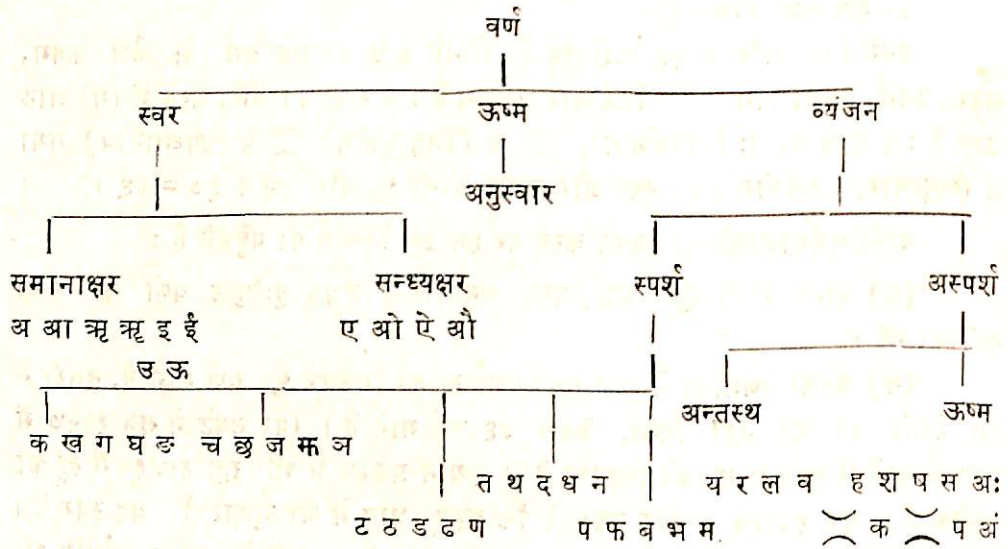 वर्ण
स्वर ऊष्म व्यंजन
अनुस्वार
समानाक्षर सन्ध्यक्षर स्पर्श अस्पर्श
अ आ ऋ ॠ इ ईं ए ओ ऐ औ
उ ऊ
अन्तस्थ ऊष्म
क ख ग घ ङ च छ ज झ ञ
त थ द ध न य र ल व ह श ष स अः
ट ठ ड ढ ण प फ ब भ म क प अं